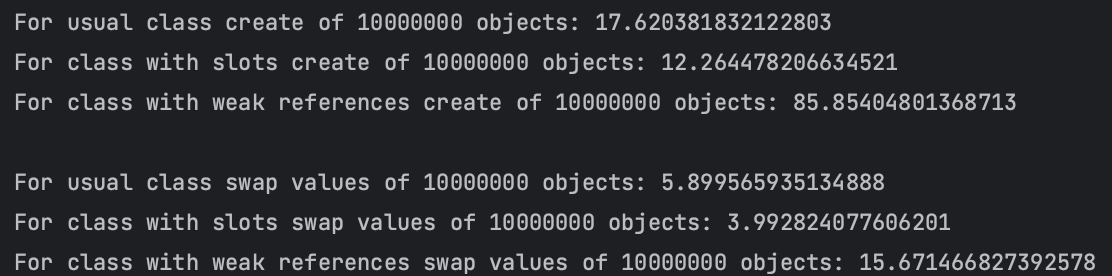 For usual class create of 10000000 objects: 17.620381832122803
For class with slots create of 10000000 objects: 12.264478206634521
For class with weak references create of 10000000 objects: 85.85404801368713
For usual class swap values of 10000000 objects: 5.899565935134888
For class with slots swap values of 10000000 objects: 3.992824077606201
For class with weak references swap values of 10000000 objects: 15.671466827392578